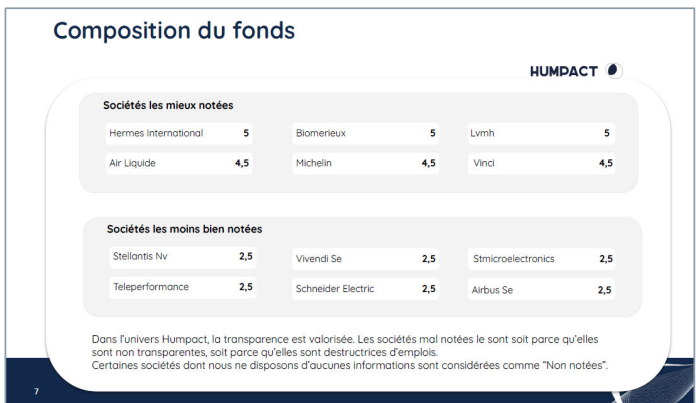 Composition du fonds
HUMPACT
Sociétés les mieux notées
Hermes International 5 Biomerieux 5 Lvmh 5
Air Liquide 4,5 Michelin 4,5 Vinci 4,5
Sociétés les moins bien notées
Stellantis Nv 2,5 Vivendi Se 2,5 Stmicroelectronics 2,5
Teleperformance 2,5 Schneider Electric 2,5 Airbus Se 2,5
Dans l'univers Humpact, la transparence est valorisée. Les sociétés mal notées le sont soit parce qu'elles
sont non transparentes, soit parce qu'elles sont destructrices d'emplois.
Certaines sociétés dont nous ne disposons d'aucunes informations sont considérées comme "Non notées".
7